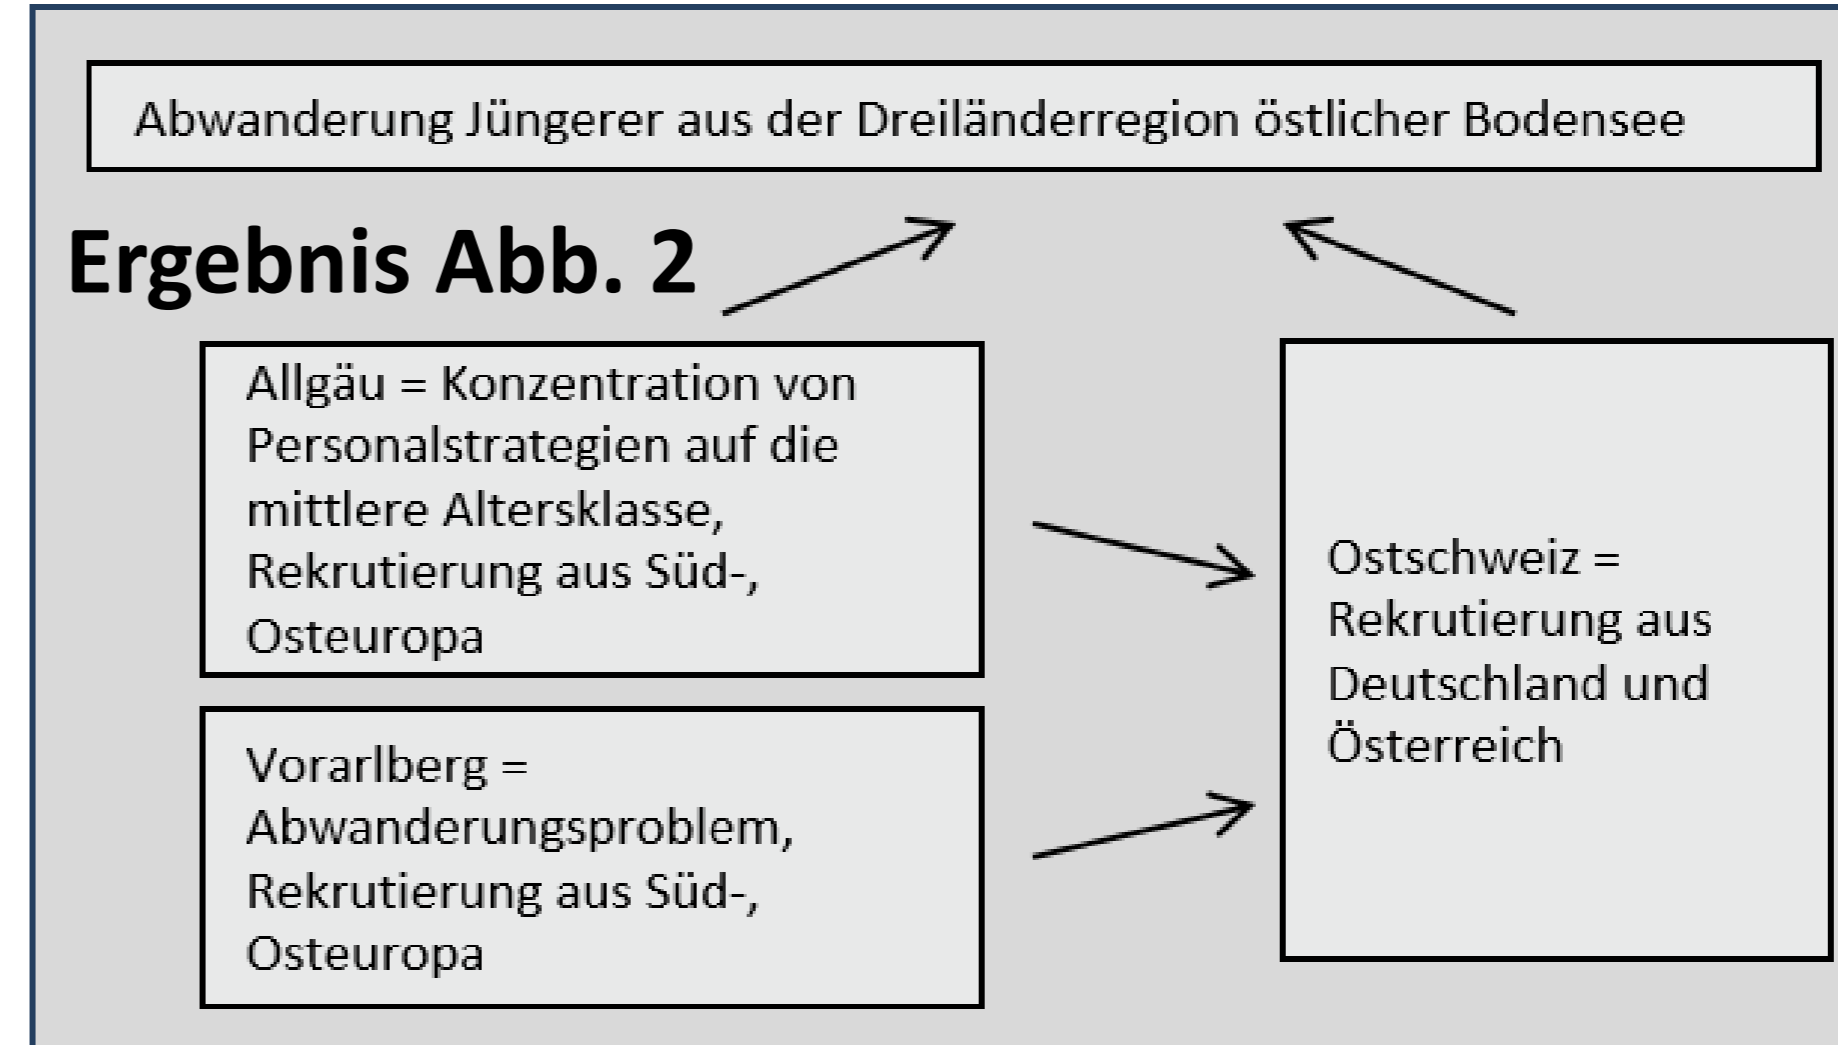 Abwanderung Jüngerer aus der Dreiländerregion östlicher Bodensee
Ergebnis Abb. 2
Allgäu = Konzentration von
Personalstrategien auf die
mittlere Altersklasse,
Rekrutierung aus Süd-,
Osteuropa
Vorarlberg =
Abwanderungsproblem,
Rekrutierung aus Süd-,
Osteuropa
Ostschweiz =
Rekrutierung aus
Deutschland und
Österreich